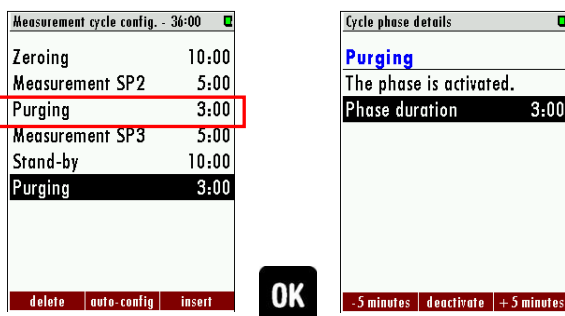 Measurement cycle config. - 36:00
Zeroing 10:00
Measurement SP2 5:00
Purging 3:00
Measurement SP3 5:00
Stand-by 10:00
Purging 3:00
delete auto-config insert
OK
Cycle phase details
Purging
The phase is activated.
Phase duration 3:00
-5 minutes deactivate +5 minutes